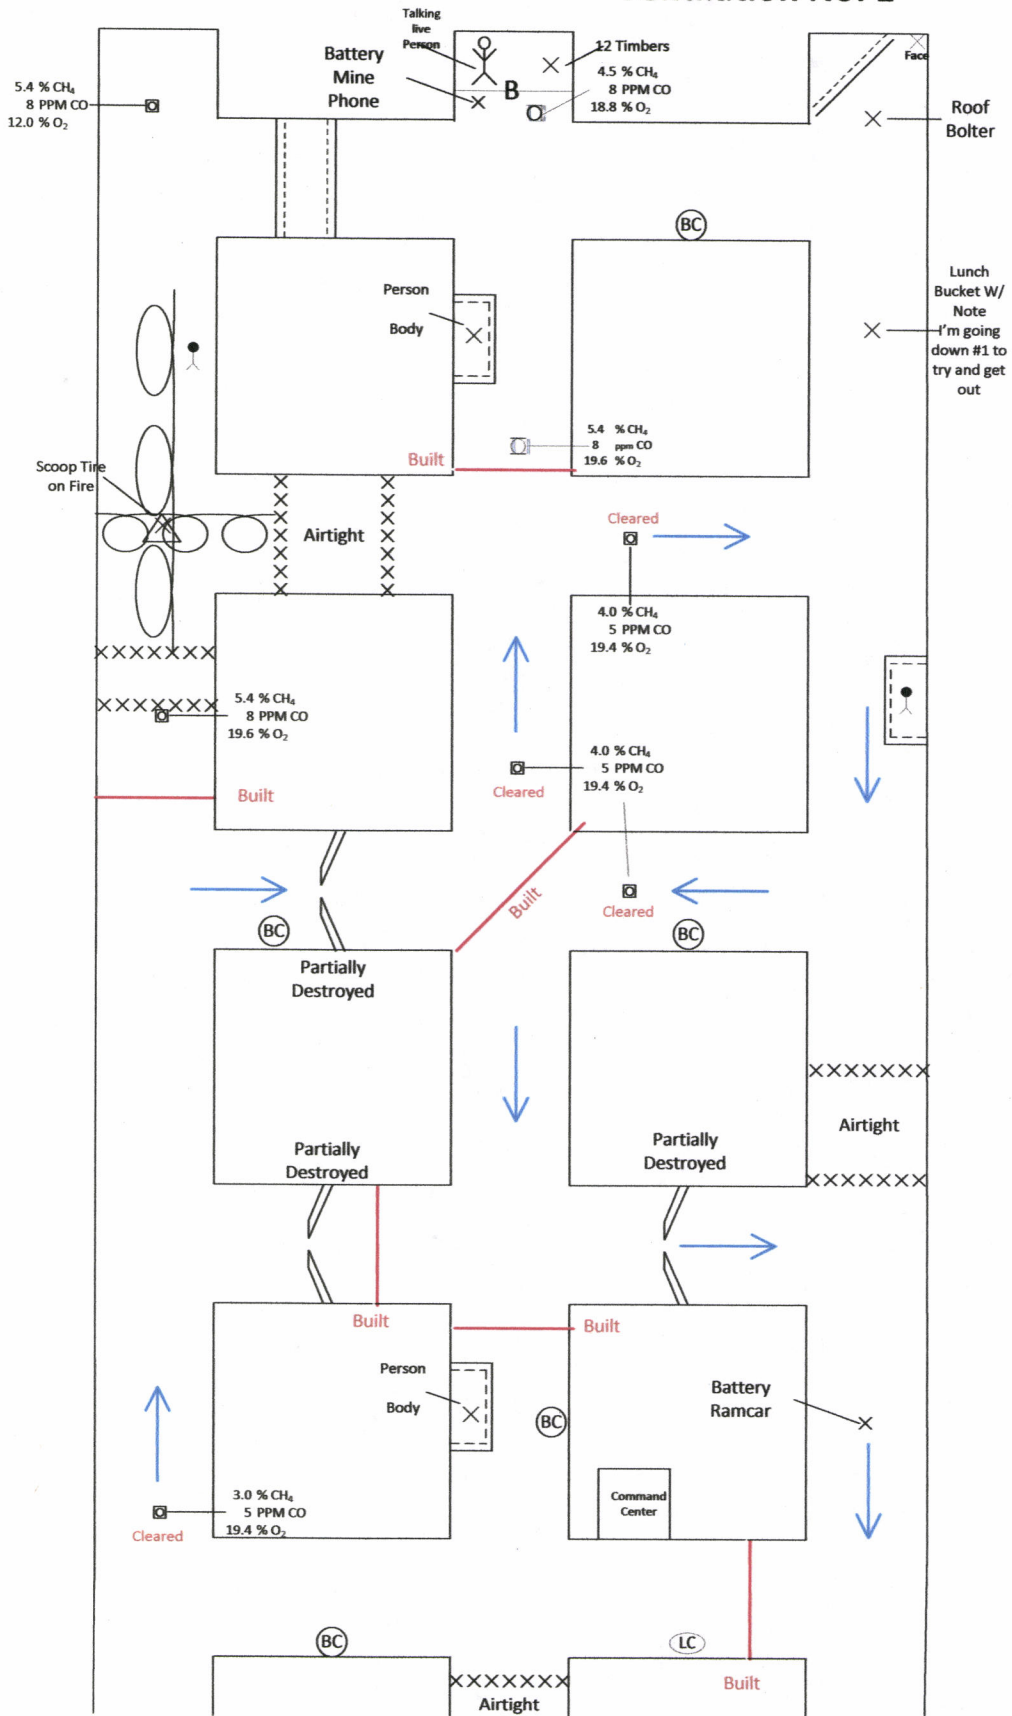 Talking
live
Person
Battery
Mine
Phone
B
12 Timbers
4.5 % CH₄
8 PPM CO
18.8 % O₂
5.4 % CH₄
8 PPM CO
12.0 % O₂
Face
Roof
Bolter
BC
Person
Body
Lunch
Bucket W/
Note
I'm going
down #1 to
try and get
out
5.4 % CH₄
8 ppm CO
19.6 % O₂
Built
Scoop Tire
on Fire
Airtight
Cleared
4.0 % CH₄
5 PPM CO
19.4 % O₂
5.4 % CH₄
8 PPM CO
19.6 % O₂
4.0 % CH₄
5 PPM CO
19.4 % O₂
Cleared
Built
Built
Cleared
BC
BC
Partially
Destroyed
Airtight
Partially
Destroyed
Partially
Destroyed
Built
Built
Person
Body
BC
Battery
Ramcar
3.0 % CH₄
5 PPM CO
19.4 % O₂
Command
Center
Cleared
BC
LC
Airtight
Built